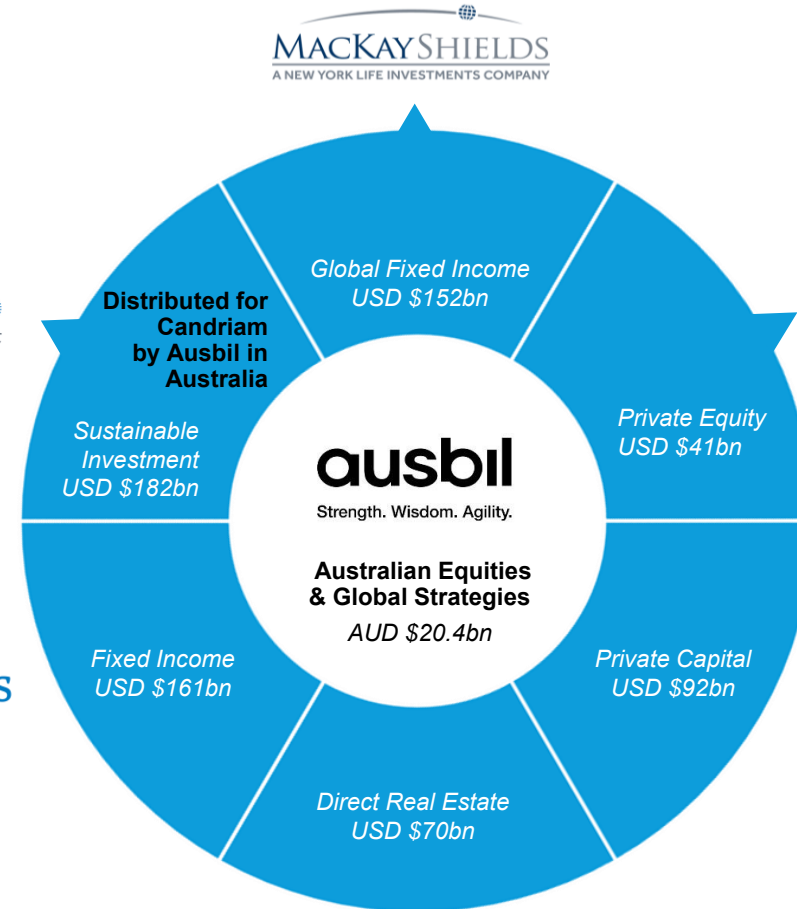 MACKAY SHIELDS
A NEW YORK LIFE INVESTMENTS COMPANY
Global Fixed Income
USD $152bn
Distributed for
Candriam
by Ausbil in
Australia
Sustainable
Investment
USD $182bn
Private Equity
USD $41bn
ausbil
Strength. Wisdom. Agility.
Australian Equities
& Global Strategies
AUD $20.4bn
Fixed Income
USD $161bn
Private Capital
USD $92bn
Direct Real Estate
USD $70bn